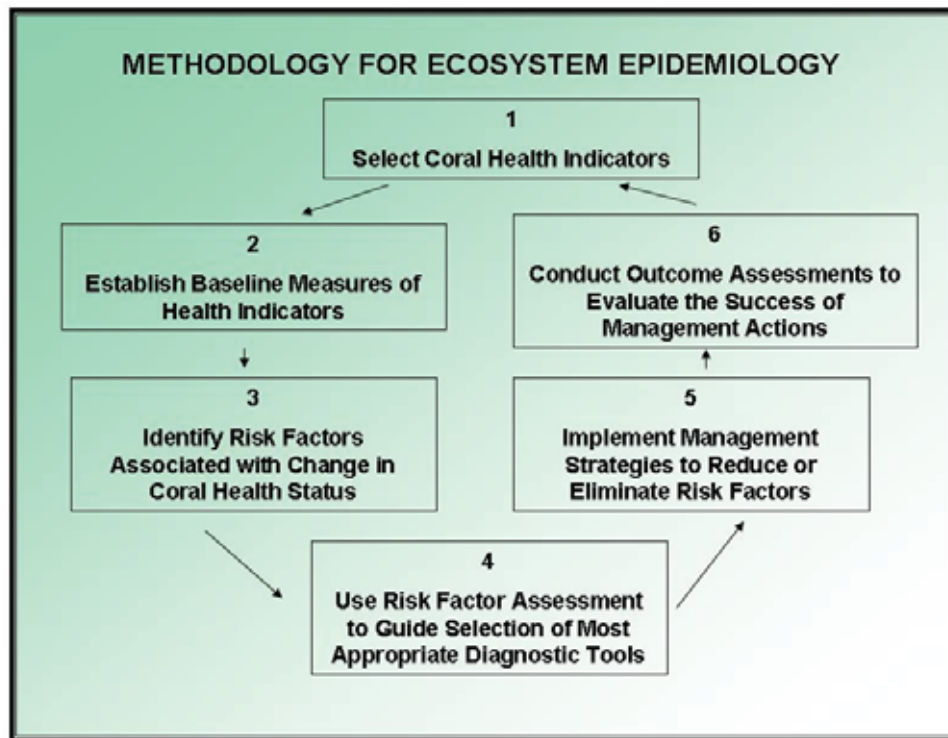 METHODOLOGY FOR ECOSYSTEM EPIDEMIOLOGY
1
Select Coral Health Indicators
2
Establish Baseline Measures of
Health Indicators
3
Identify Risk Factors
Associated with Change in
Coral Health Status
4
Use Risk Factor Assessment
to Guide Selection of Most
Appropriate Diagnostic Tools
5
Implement Management
Strategies to Reduce or
Eliminate Risk Factors
6
Conduct Outcome Assessments to
Evaluate the Success of
Management Actions